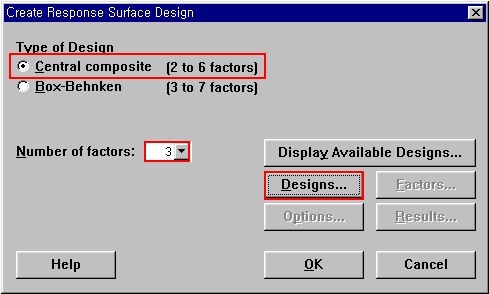 Create Response Surface Design
Type of Design
Central composite (2 to 6 factors)
Box-Behnken (3 to 7 factors)
Number of factors: 3
Display Available Designs...
Designs... Factors...
Options... Results...
Help OK Cancel